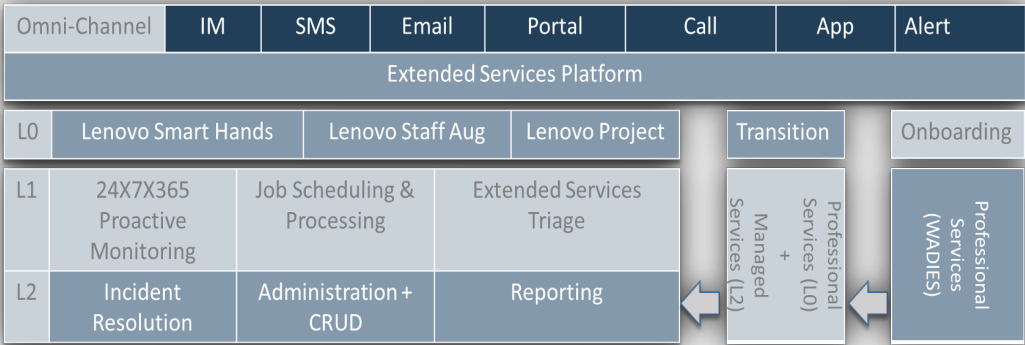 Omni-Channel IM SMS Email Portal Call App Alert
Extended Services Platform
L0 Lenovo Smart Hands Lenovo Staff Aug Lenovo Project Transition Onboarding
L1
24X7X365
Proactive
Monitoring
Job Scheduling &
Processing
Extended Services
Triage
L2
Incident
Resolution
Administration +
CRUD
Reporting
Professional
Services (L0)
+
Managed
Services (L2)
Professional
Services
(WADIES)